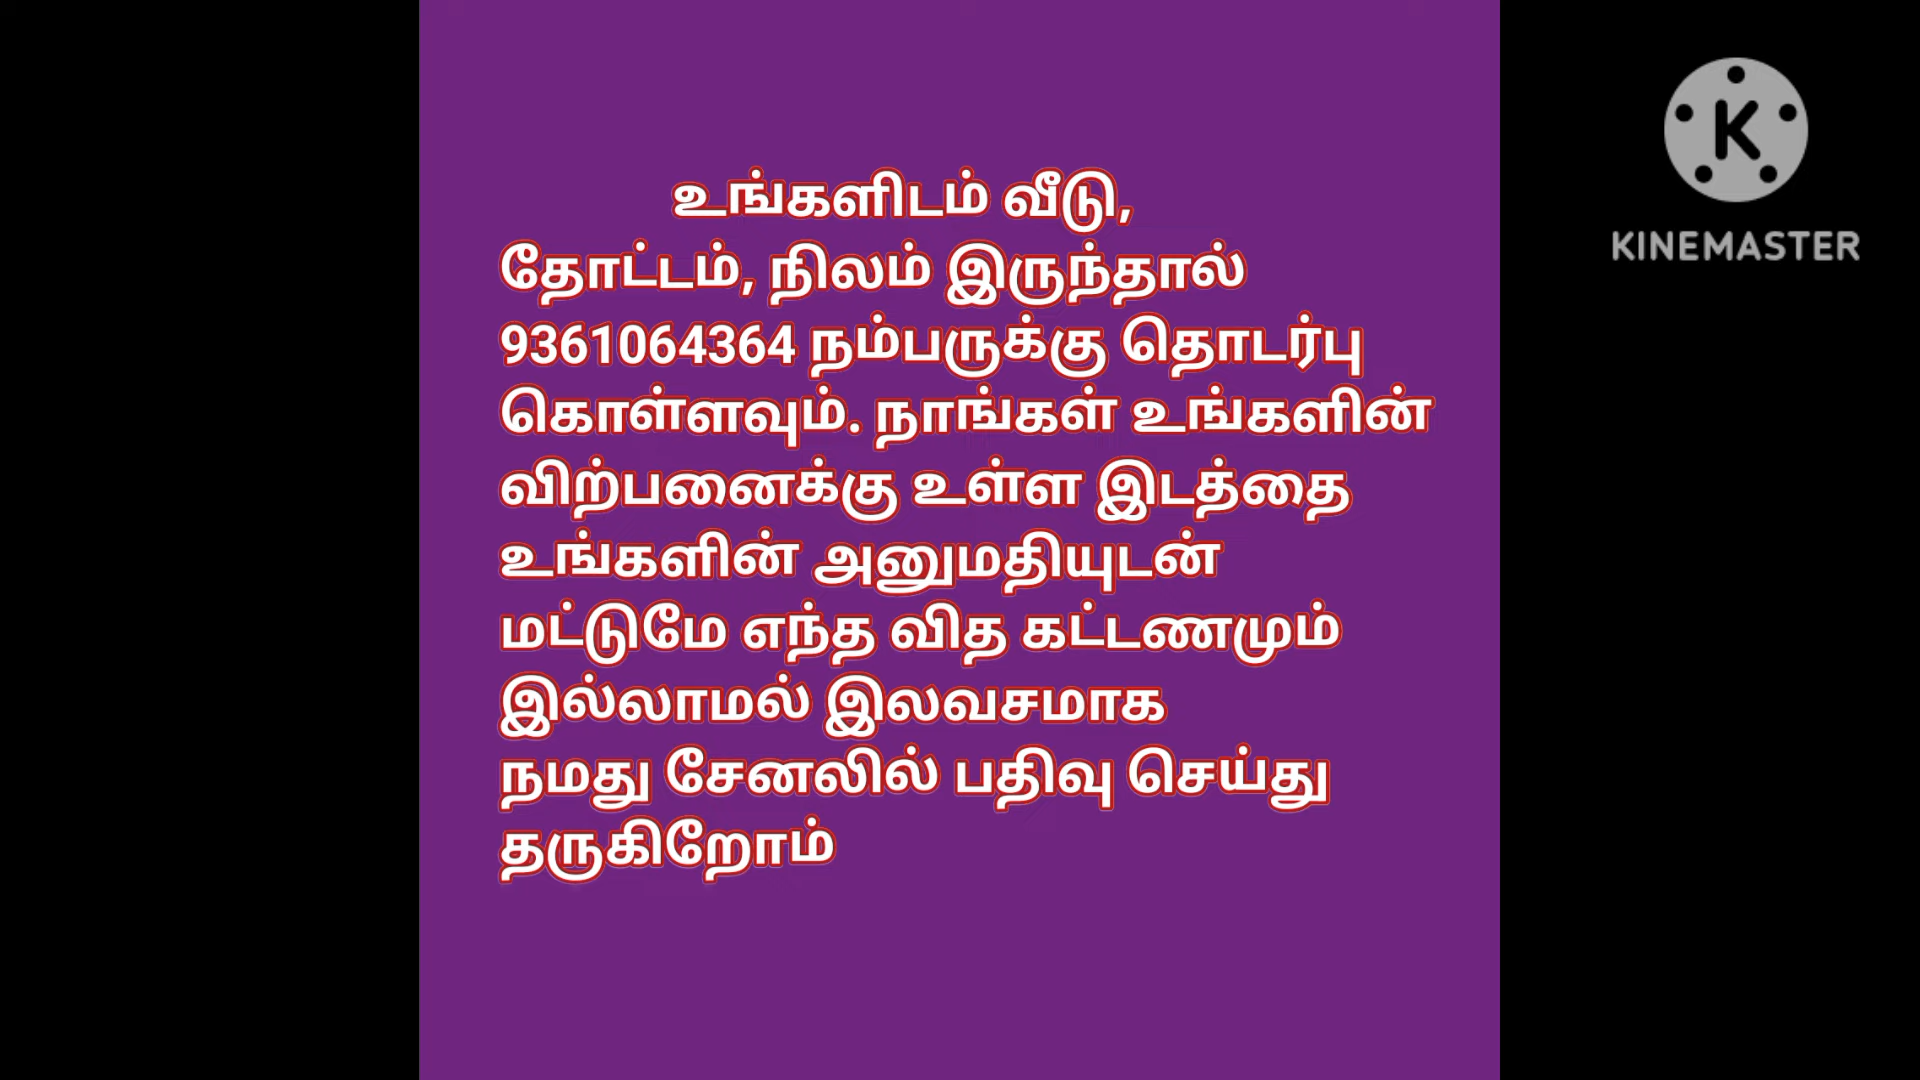 உங்களிடம் வீடு,
தோட்டம், நிலம் இருந்தால்
9361064364 நம்பருக்கு தொடர்பு
கொள்ளவும். நாங்கள் உங்களின்
விற்பனைக்கு உள்ள இடத்தை
உங்களின் அனுமதியுடன்
மட்டுமே எந்த வித கட்டணமும்
இல்லாமல் இலவசமாக
நமது சேனலில் பதிவு செய்து
தருகிறோம்
K
KINEMASTER